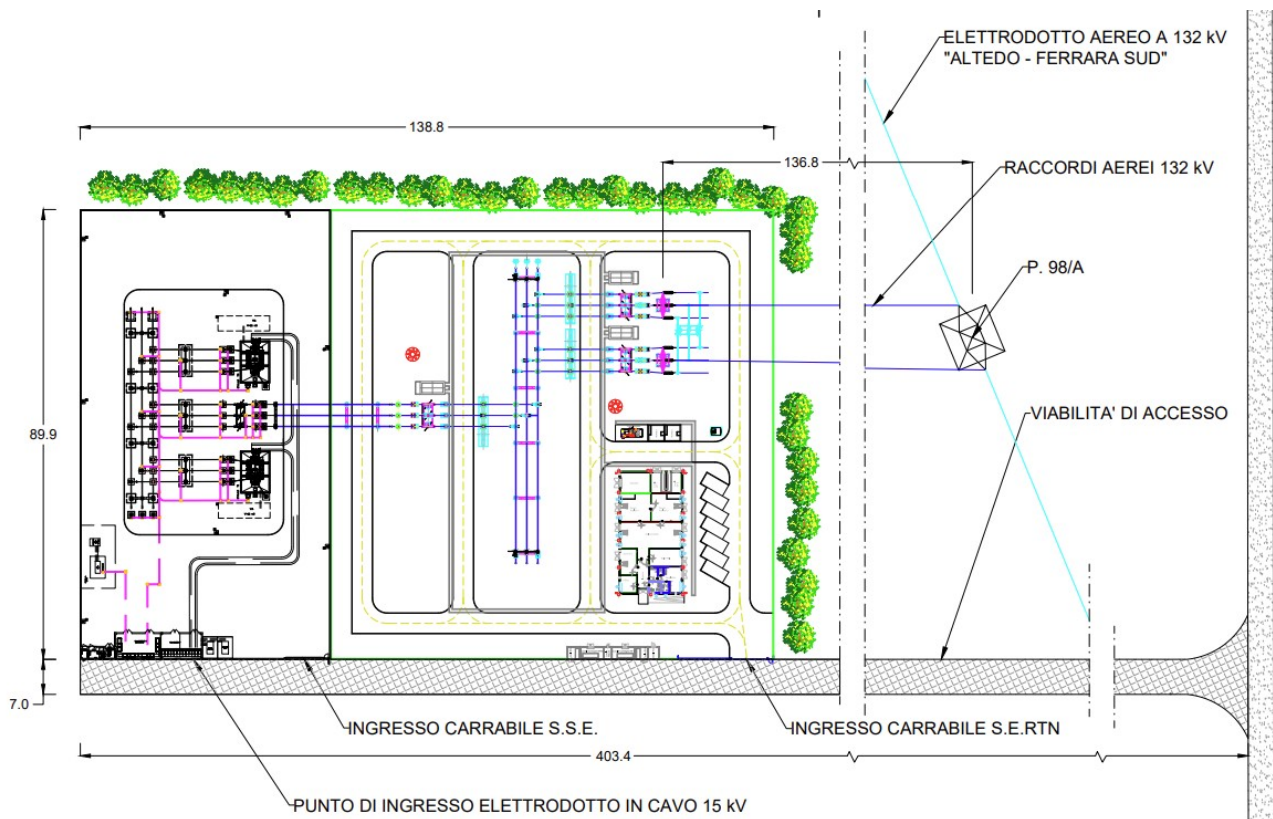 ELETTRODOTTO AEREO A 132 kV
"ALTEDO - FERRARA SUD"
138.8
136.8
RACCORDI AEREI 132 kV
P. 98/A
VIABILITA' DI ACCESSO
89.9
7.0
INGRESSO CARRABILE S.S.E.
INGRESSO CARRABILE S.E.RTN
403.4
PUNTO DI INGRESSO ELETTRODOTTO IN CAVO 15 kV